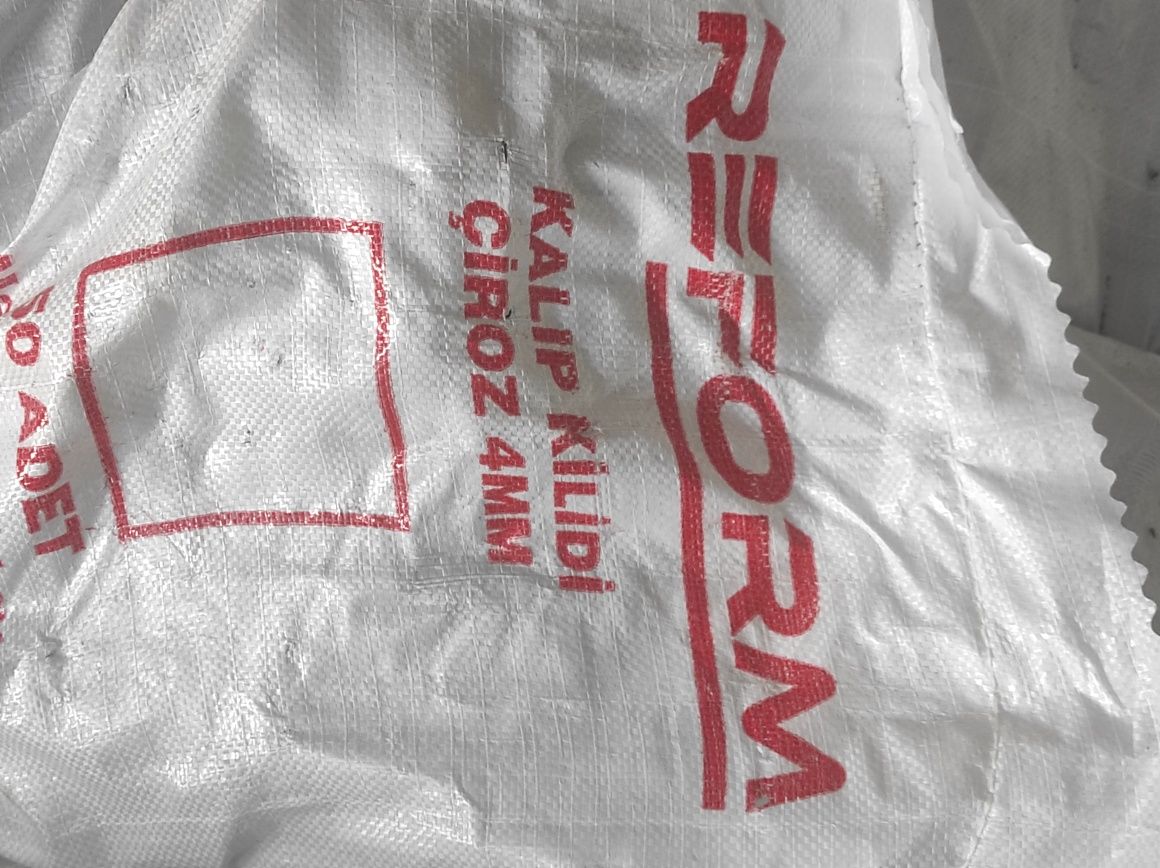 REFORM
KALIP KİLİDİ
ÇİROZ 4MM
ADET